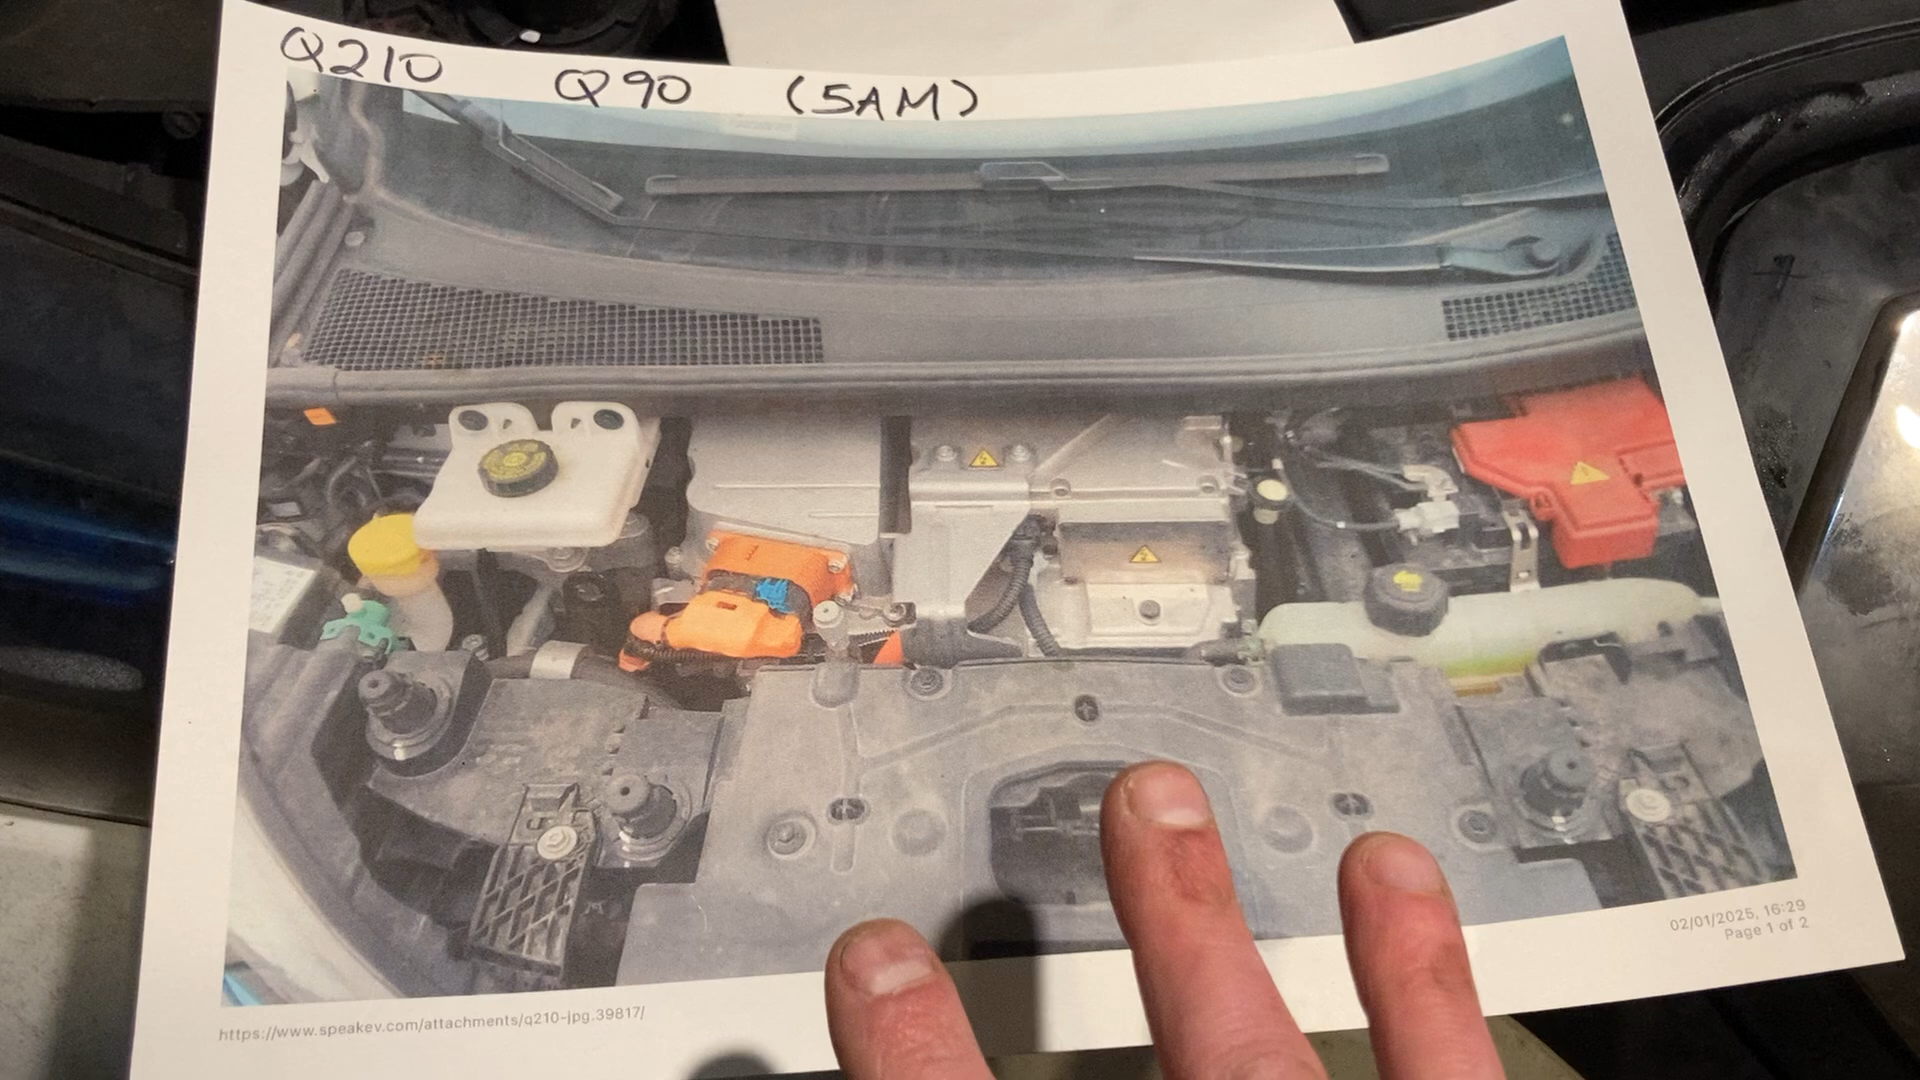 Q210 Q90 (5AM)
02/01/2025, 16:29
Page 1 of 2
https://www.speakev.com/attachments/q210-jpg.39817/